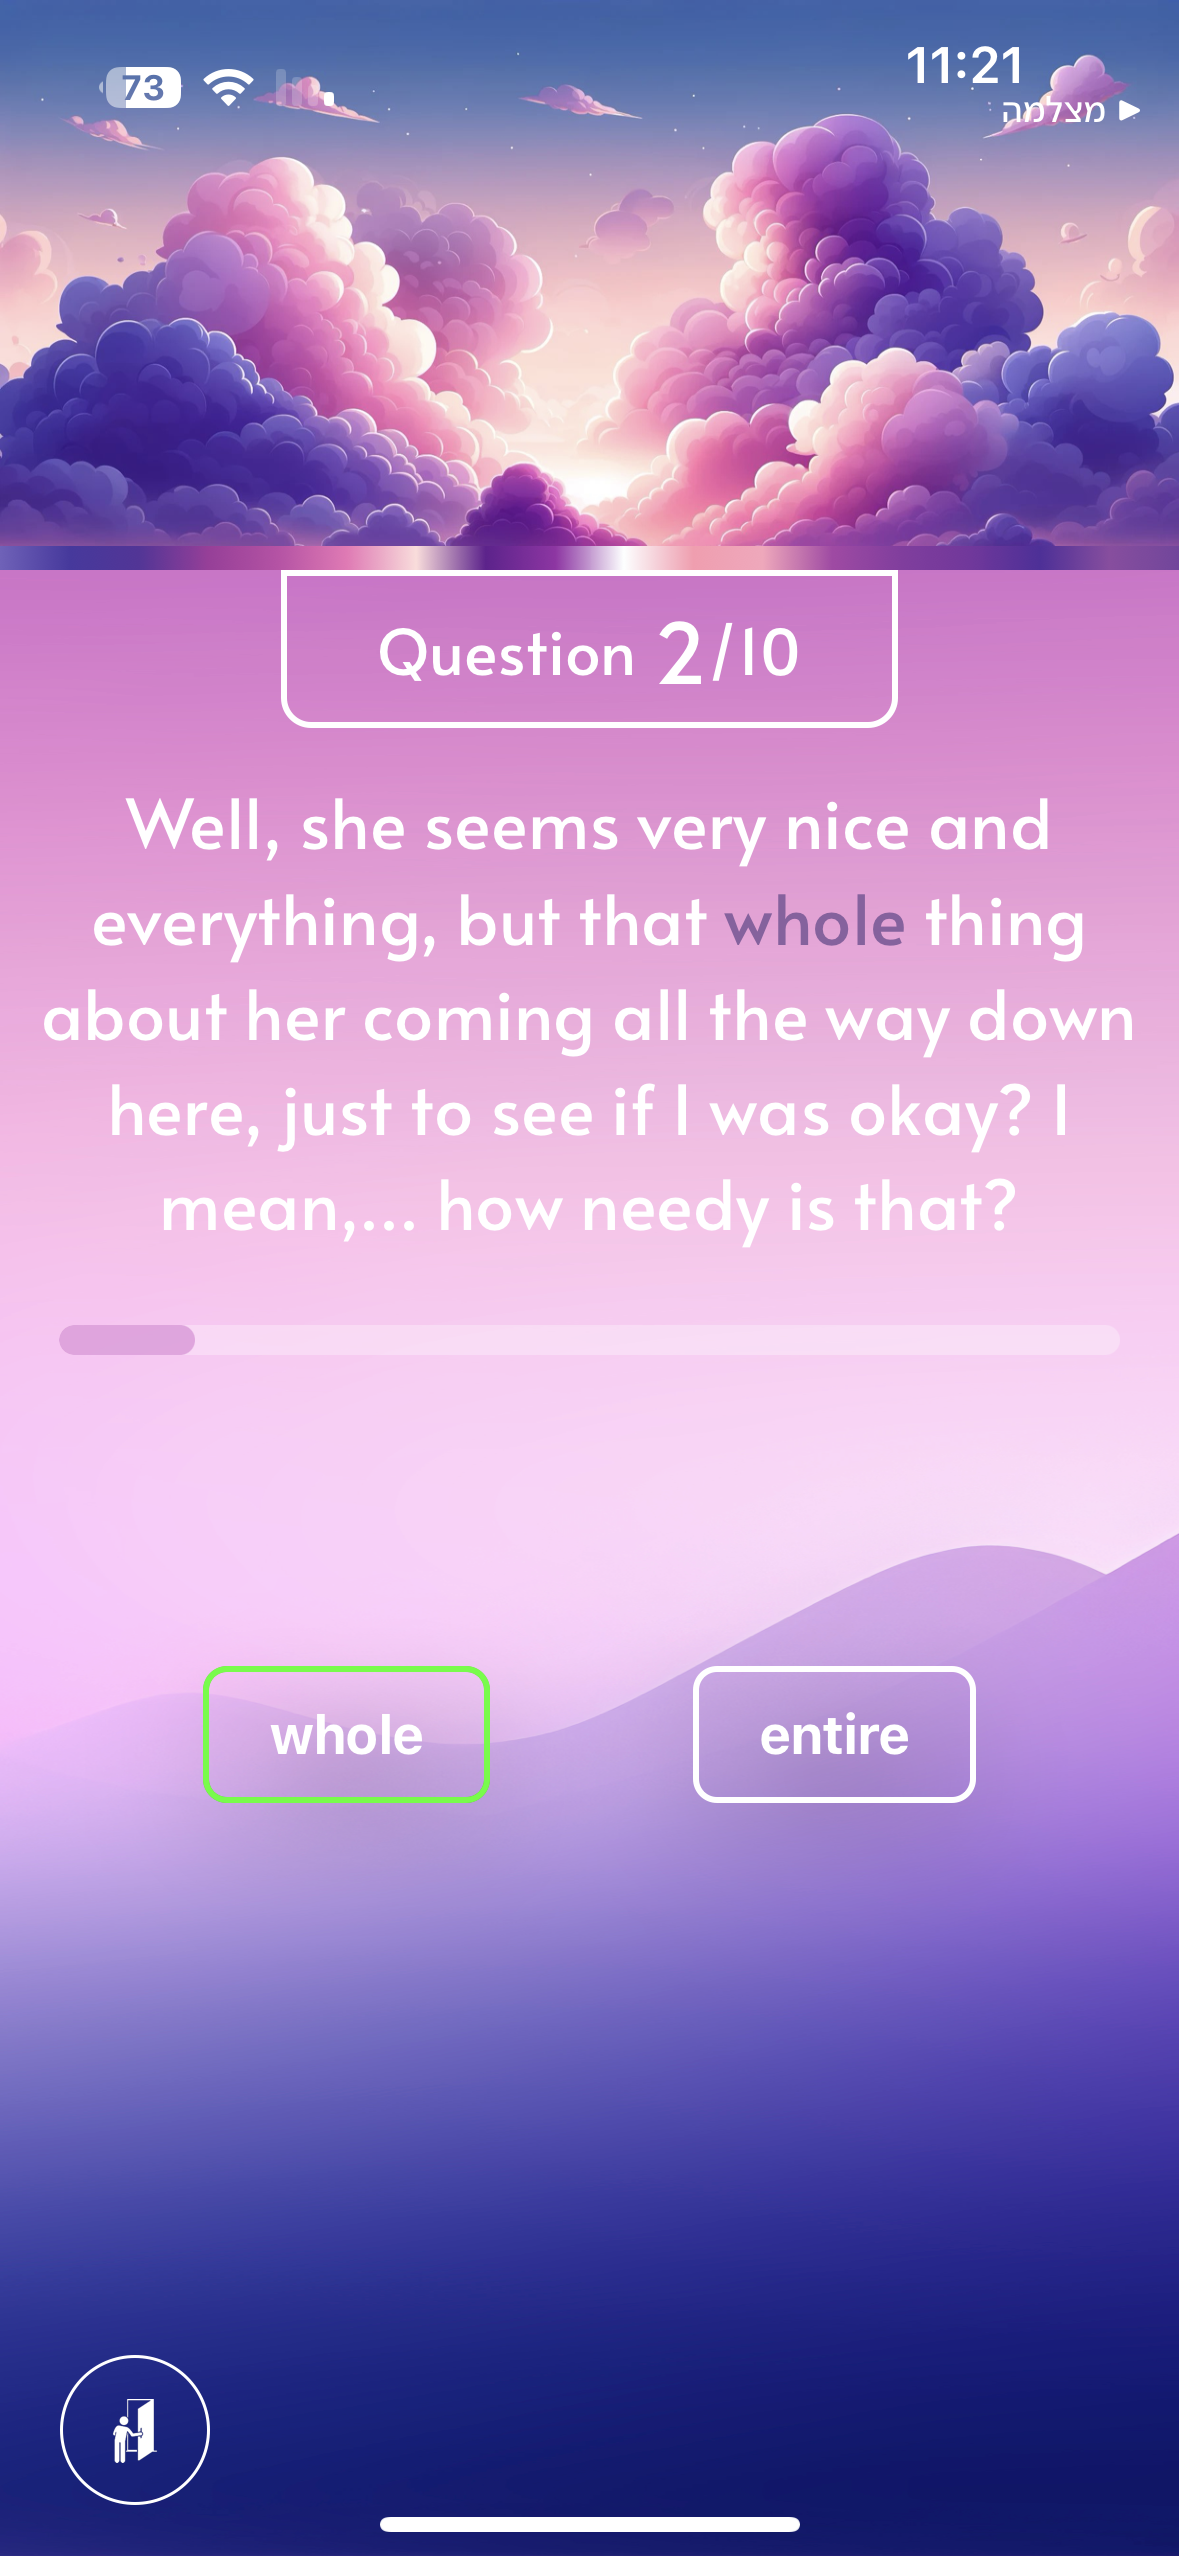 73
11:21
מצלמה
Question 2/10
Well, she seems very nice and
everything, but that whole thing
about her coming all the way down
here, just to see if I was okay? I
mean,... how needy is that?
whole
entire